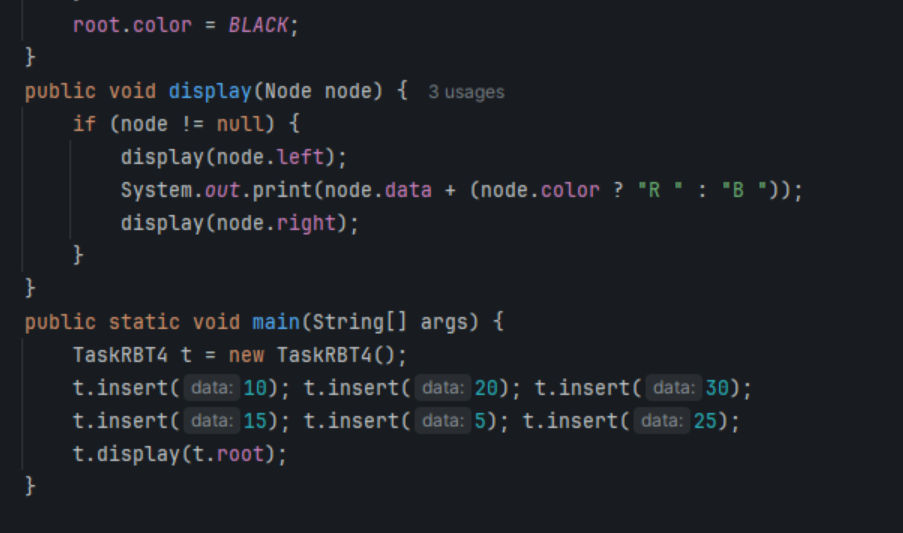 root.color = BLACK;
}
public void display(Node node) { 3 usages
if (node != null) {
display(node.left);
System.out.print(node.data + (node.color ? "R " : "B "));
display(node.right);
}
}
public static void main(String[] args) {
TaskRBT4 t = new TaskRBT4();
t.insert( data: 10); t.insert( data: 20); t.insert( data: 30);
t.insert( data: 15); t.insert( data: 5); t.insert( data: 25);
t.display(t.root);
}